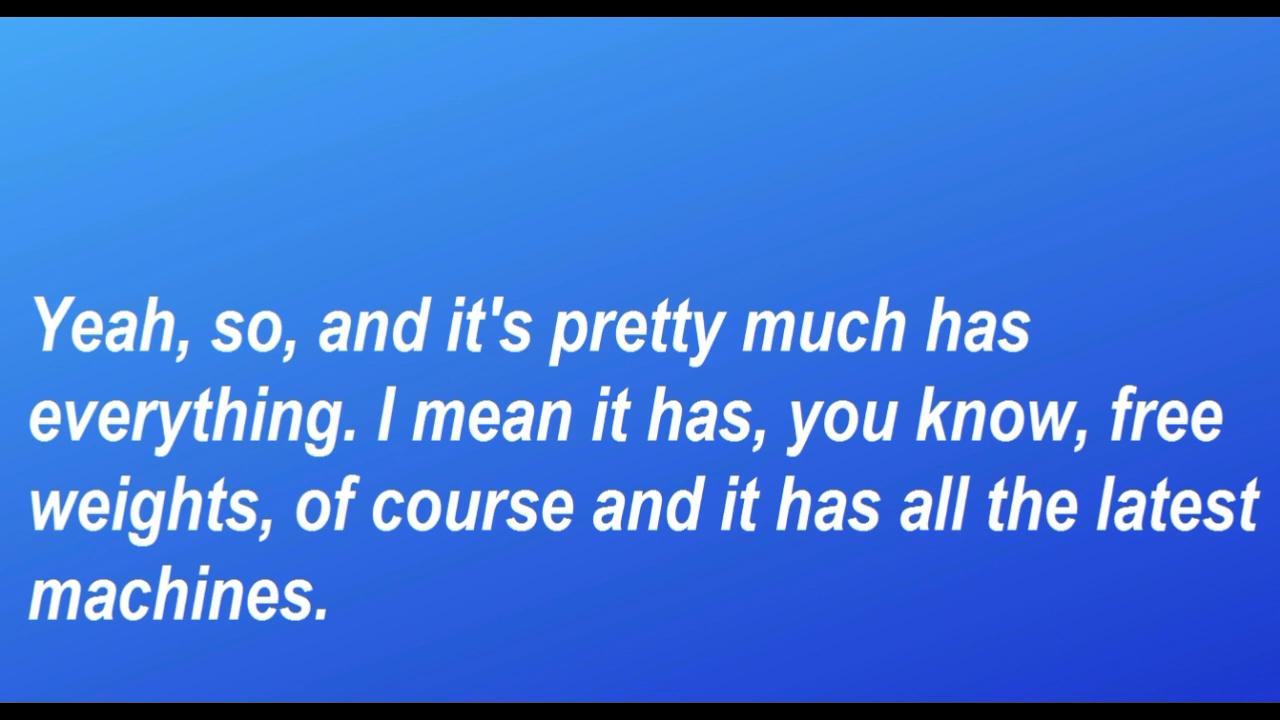 Yeah, so, and it's pretty much has
everything. I mean it has, you know, free
weights, of course and it has all the latest
machines.